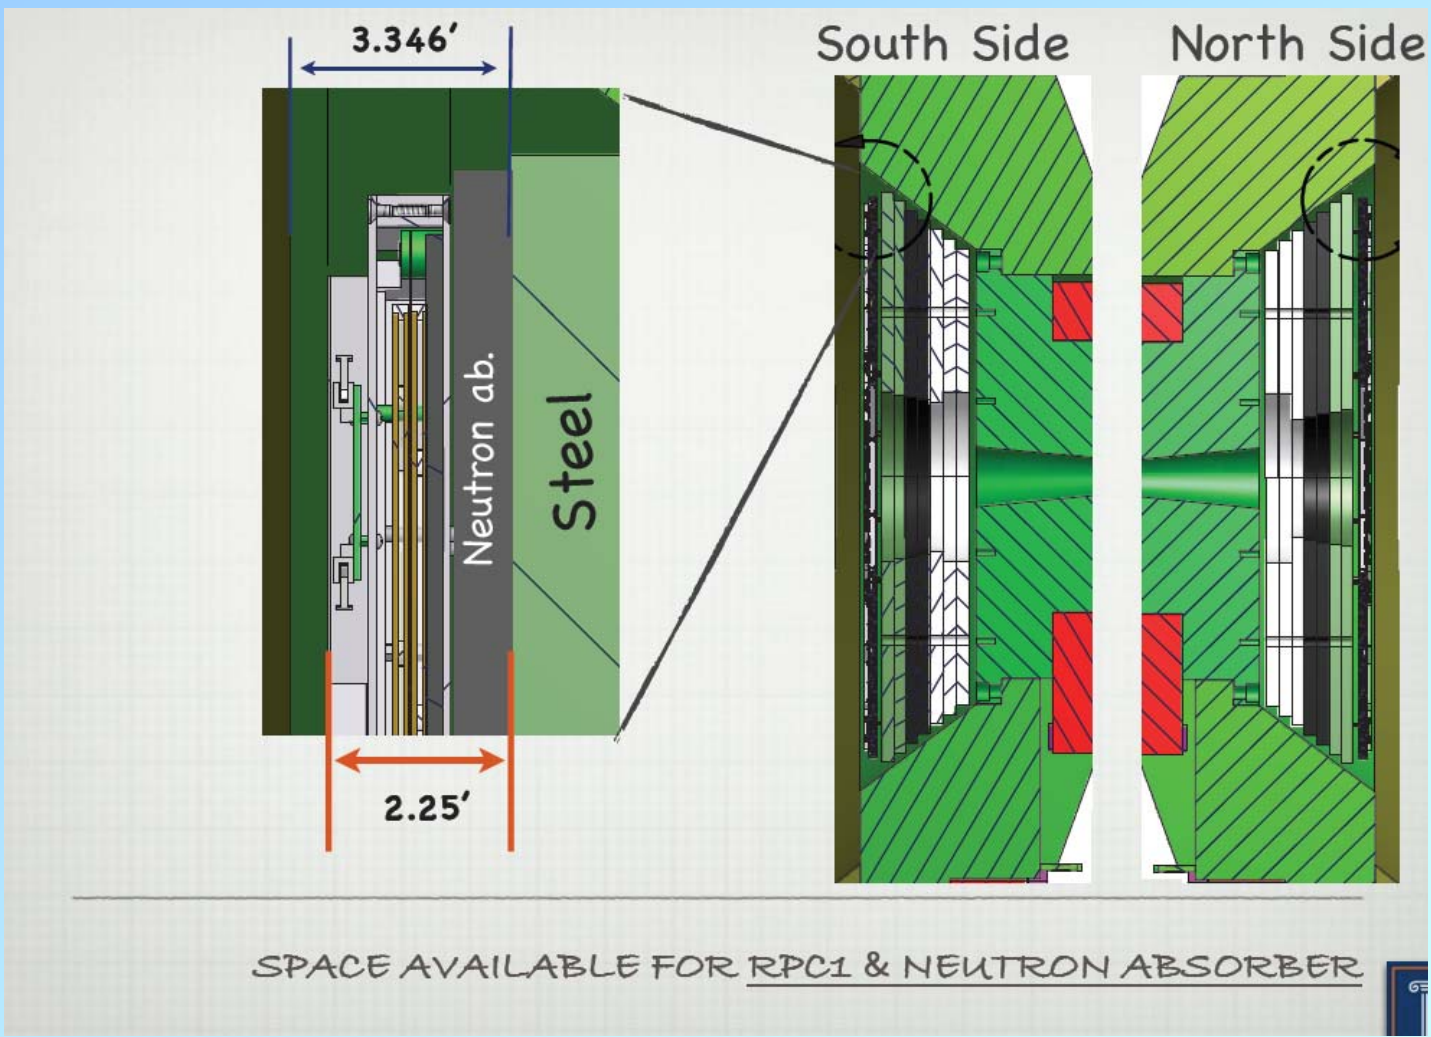 3.346′
South Side
North Side
Neutron ab.
Steel
2.25′
SPACE AVAILABLE FOR RPC1 & NEUTRON ABSORBER